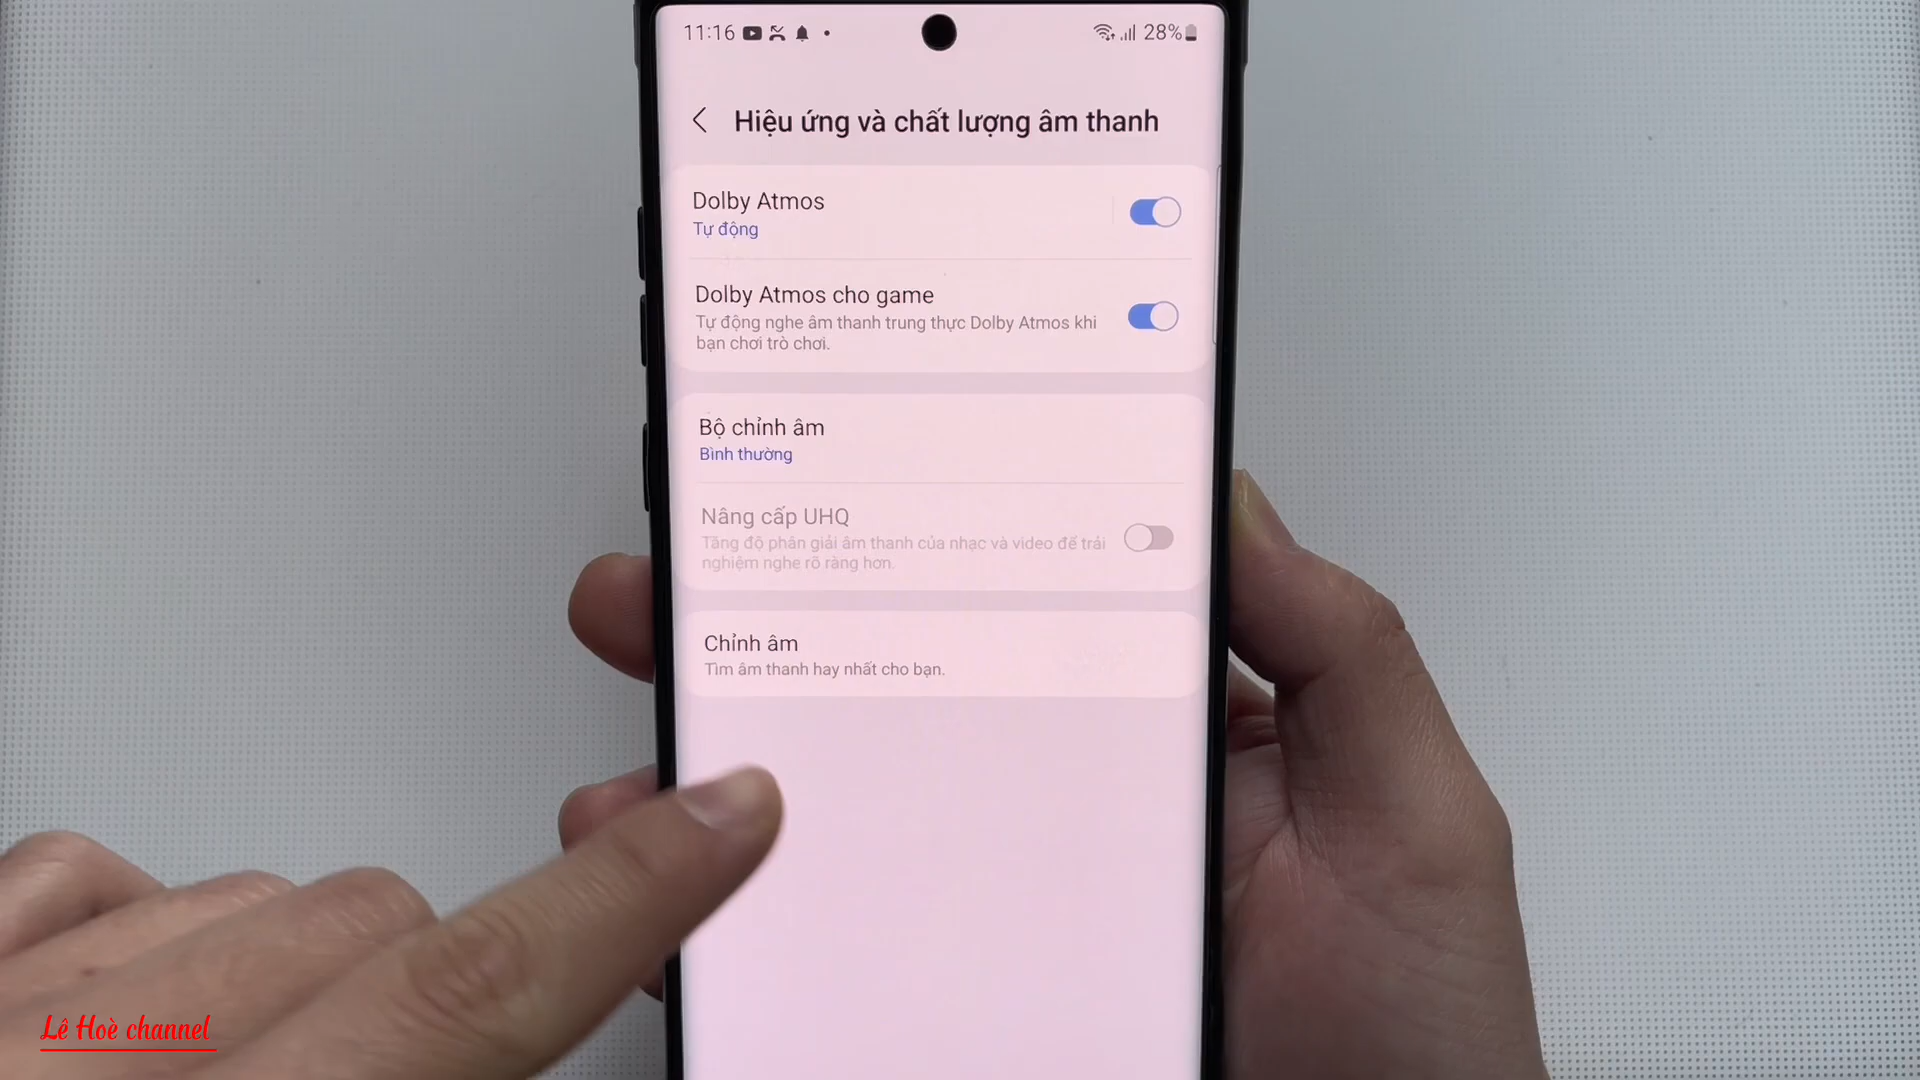 11:16
28%
Hiệu ứng và chất lượng âm thanh
Dolby Atmos
Tự động
Dolby Atmos cho game
Tự động nghe âm thanh trung thực Dolby Atmos khi
bạn chơi trò chơi.
Bộ chỉnh âm
Bình thường
Nâng cấp UHQ
Tăng độ phân giải âm thanh của nhạc và video để trải
nghiệm nghe rõ ràng hơn.
Chỉnh âm
Tìm âm thanh hay nhất cho bạn.
Lê Hoè channel